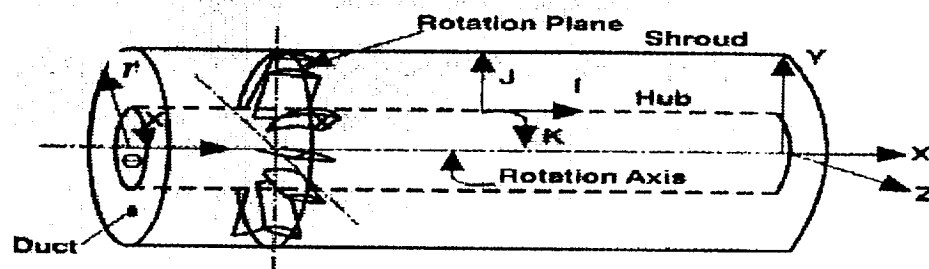 Rotation Plane
Shroud
Y
r
J
I
Hub
K
Θ
X
Rotation Axis
Z
Duct